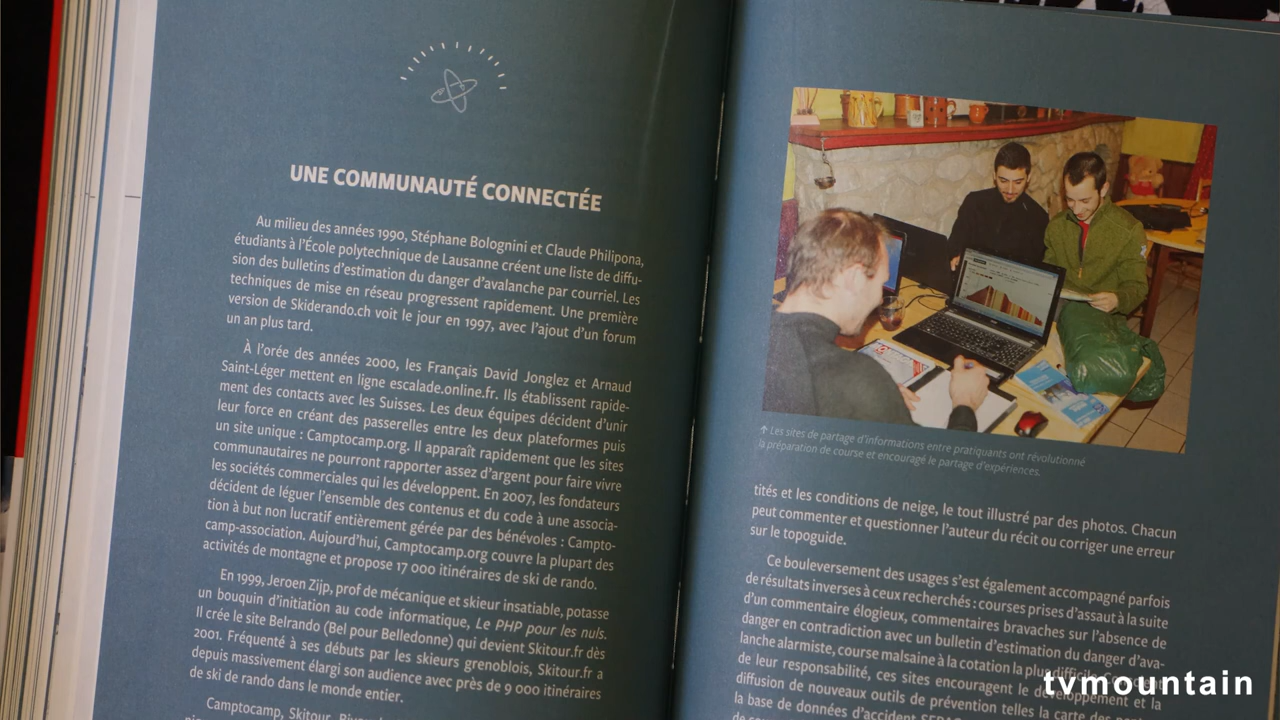 UNE COMMUNAUTÉ CONNECTÉE
Au milieu des années 1990, Stéphane Bolognini et Claude Philipona,
étudiants à l'École polytechnique de Lausanne créent une liste de diffu-
sion des bulletins d'estimation du danger d'avalanche par courriel. Les
techniques de mise en réseau progressent rapidement. Une première
version de Skiderando.ch voit le jour en 1997, avec l'ajout d'un forum
un an plus tard.
À l'orée des années 2000, les Français David Jonglez et Arnaud
Saint-Léger mettent en ligne escalade.online.fr. Ils établissent rapide-
ment des contacts avec les Suisses. Les deux équipes décident d'unir
leur force en créant des passerelles entre les deux plateformes puis
un site unique : Camptocamp.org. Il apparaît rapidement que les sites
communautaires ne pourront rapporter assez d'argent pour faire vivre
les sociétés commerciales qui les développent. En 2007, les fondateurs
décident de léguer l'ensemble des contenus et du code à une associa-
tion à but non lucratif entièrement gérée par des bénévoles : Campto-
camp-association. Aujourd'hui, Camptocamp.org couvre la plupart des
activités de montagne et propose 17 000 itinéraires de ski de rando.
En 1999, Jeroen Zijp, prof de mécanique et skieur insatiable, potasse
un bouquin d'initiation au code informatique, Le PHP pour les nuls.
Il crée le site Belrando (Bel pour Belledonne) qui devient Skitour.fr dès
2001. Fréquenté à ses débuts par les skieurs grenoblois, Skitour.fr a
depuis massivement élargi son audience avec près de 9 000 itinéraires
de ski de rando dans le monde entier.
Camptocamp, Skitour,
↑ Les sites de partage d'informations entre pratiquants ont révolutionné
la préparation de course et encouragé le partage d'expériences.
tités et les conditions de neige, le tout illustré par des photos. Chacun
peut commenter et questionner l'auteur du récit ou corriger une erreur
sur le topoguide.
Ce bouleversement des usages s'est également accompagné parfois
de résultats inverses à ceux recherchés : courses prises d'assaut à la suite
d'un commentaire élogieux, commentaires bravaches sur l'absence de
danger en contradiction avec un bulletin d'estimation du danger d'ava-
lanche alarmiste, course malsaine à la cotation la plus difficile.
de leur responsabilité, ces sites encouragent le développement et la
diffusion de nouveaux outils de prévention telles la carte des
la base de données d'accident
tvmountain